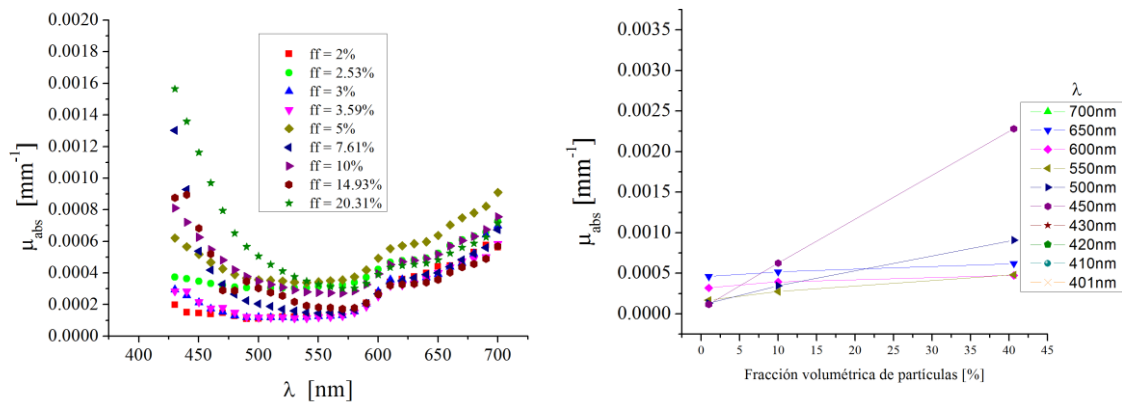 0.0020
0.0018
0.0016
0.0014
0.0012
0.0010
0.0008
0.0006
0.0004
0.0002
0.0000
μabs [mm-1]
400 450 500 550 600 650 700
λ [nm]
ff = 2%
ff = 2.53%
ff = 3%
ff = 3.59%
ff = 5%
ff = 7.61%
ff = 10%
ff = 14.93%
ff = 20.31%
0.0035
0.0030
0.0025
0.0020
0.0015
0.0010
0.0005
0.0000
μabs [mm-1]
0 5 10 15 20 25 30 35 40 45
Fracción volumétrica de partículas [%]
λ
700nm
650nm
600nm
550nm
500nm
450nm
430nm
420nm
410nm
401nm